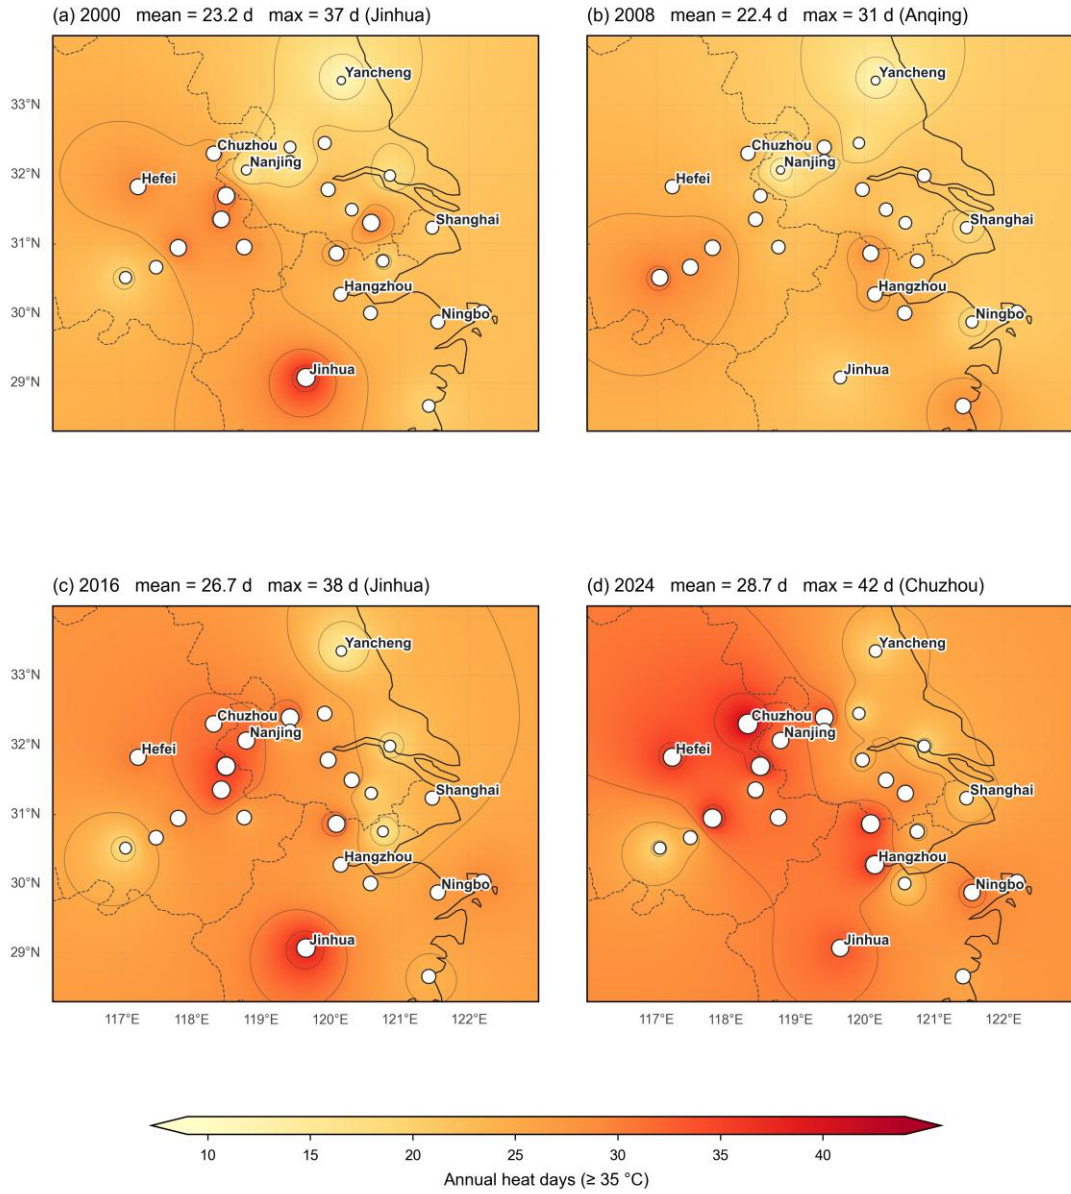 (a) 2000 mean = 23.2 d max = 37 d (Jinhua)
(b) 2008 mean = 22.4 d max = 31 d (Anqing)
33°N
32°N
31°N
30°N
29°N
Yancheng
Chuzhou
Nanjing
Hefei
Shanghai
Hangzhou
Ningbo
Jinhua
Yancheng
Chuzhou
Nanjing
Hefei
Shanghai
Hangzhou
Ningbo
Jinhua
(c) 2016 mean = 26.7 d max = 38 d (Jinhua)
(d) 2024 mean = 28.7 d max = 42 d (Chuzhou)
33°N
32°N
31°N
30°N
29°N
Yancheng
Chuzhou
Nanjing
Hefei
Shanghai
Hangzhou
Ningbo
Jinhua
Yancheng
Chuzhou
Nanjing
Hefei
Shanghai
Hangzhou
Ningbo
Jinhua
117°E 118°E 119°E 120°E 121°E 122°E
117°E 118°E 119°E 120°E 121°E 122°E
10 15 20 25 30 35 40
Annual heat days (≥ 35 °C)